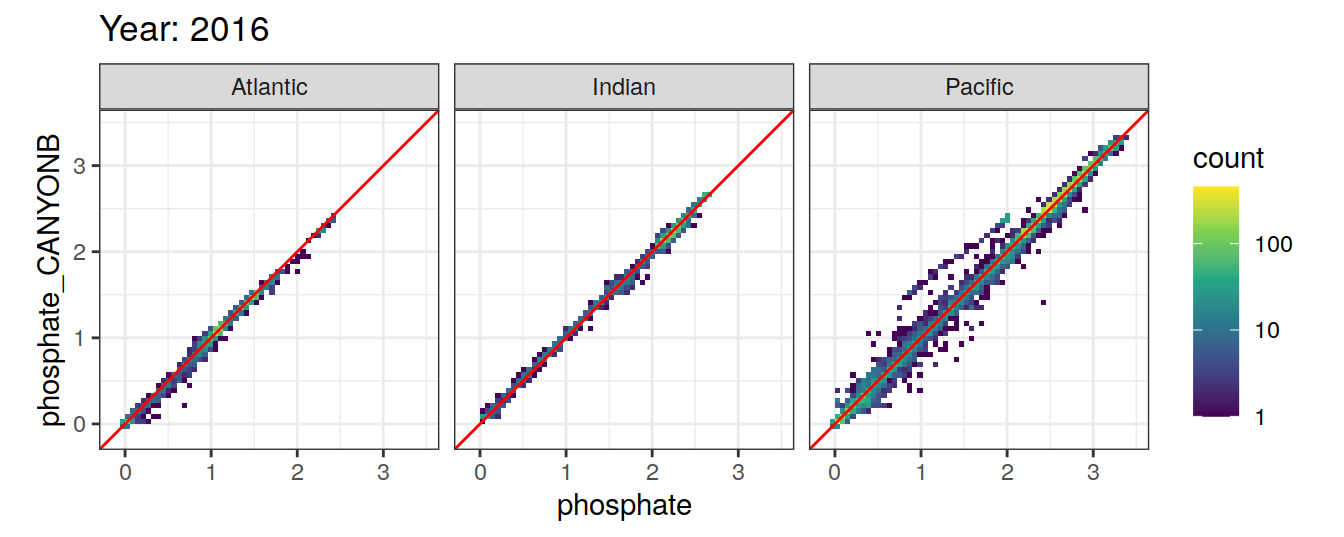 Year: 2016
Atlantic
Indian
Pacific
phosphate_CANYONB
3
2
1
0
0 1 2 3
0 1 2 3
0 1 2 3
phosphate
count
100
10
1